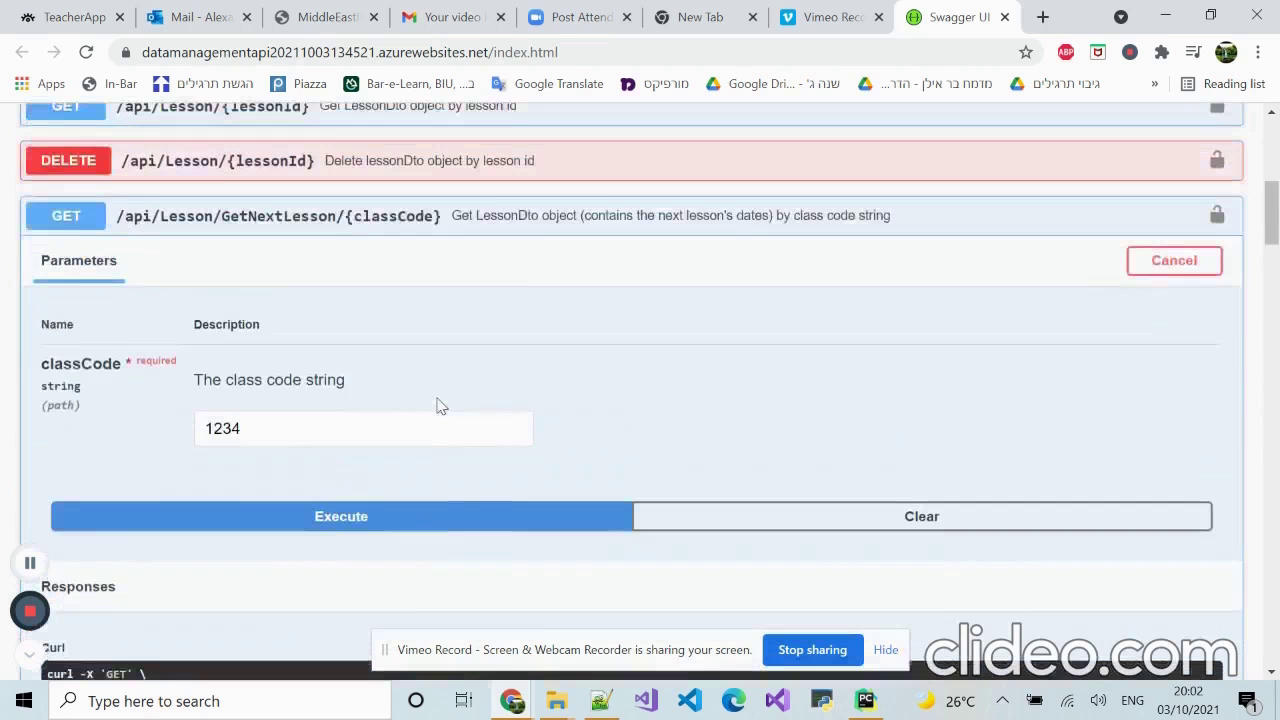 TeacherApp
Mail - Alexa
MiddleEast
Your video
Post Attend
New Tab
Vimeo Reco
Swagger UI
datamanagementapi20211003134521.azurewebsites.net/index.html
ABP
Apps
In-Bar
הגשת תרגילים
Piazza
Bar-e-Learn, BIU, ...ב
Google Translate
מורפיקס
Google Dri... - 'שנה ג
מדמח בר אילן - הדר...
גיבוי תרגילים
»
Reading list
GET /api/Lesson/{lessonId} Get LessonDto object by lesson id
DELETE /api/Lesson/{lessonId} Delete lessonDto object by lesson id
GET /api/Lesson/GetNextLesson/{classCode} Get LessonDto object (contains the next lesson's dates) by class code string
Parameters
Cancel
Name Description
classCode * required
string
(path)
The class code string
1234
Execute
Clear
Responses
Curl
curl -X 'GET' \
Vimeo Record - Screen & Webcam Recorder is sharing your screen.
Stop sharing
Hide
clideo.com
Type here to search
PC
26°C
ENG
20:02
03/10/2021
1